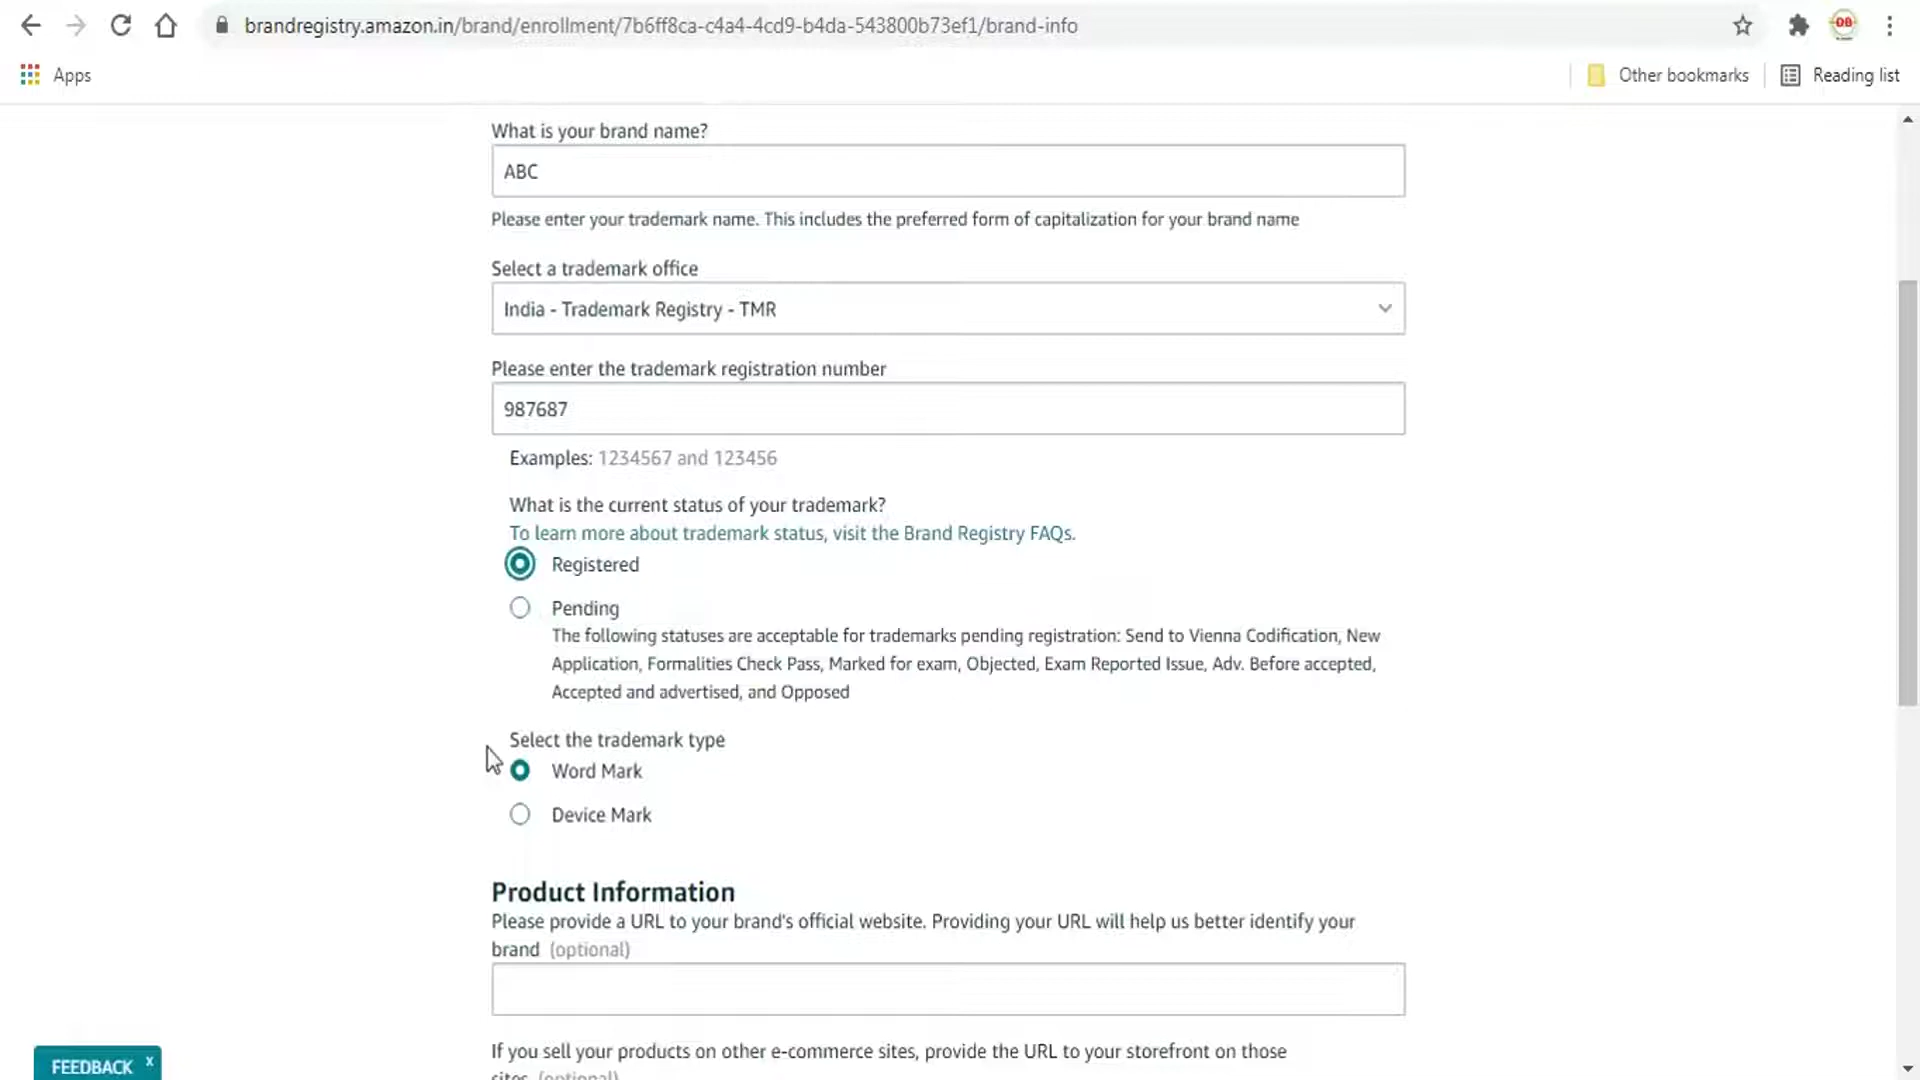 brandregistry.amazon.in/brand/enrollment/7b6ff8ca-c4a4-4cd9-b4da-543800b73ef1/brand-info
Apps
Other bookmarks
Reading list
What is your brand name?
ABC
Please enter your trademark name. This includes the preferred form of capitalization for your brand name
Select a trademark office
India - Trademark Registry - TMR
Please enter the trademark registration number
987687
Examples: 1234567 and 123456
What is the current status of your trademark?
To learn more about trademark status, visit the Brand Registry FAQs.
Registered
Pending
The following statuses are acceptable for trademarks pending registration: Send to Vienna Codification, New
Application, Formalities Check Pass, Marked for exam, Objected, Exam Reported Issue, Adv. Before accepted,
Accepted and advertised, and Opposed
Select the trademark type
Word Mark
Device Mark
Product Information
Please provide a URL to your brand's official website. Providing your URL will help us better identify your
brand (optional)
If you sell your products on other e-commerce sites, provide the URL to your storefront on those
sites (optional)
FEEDBACK x